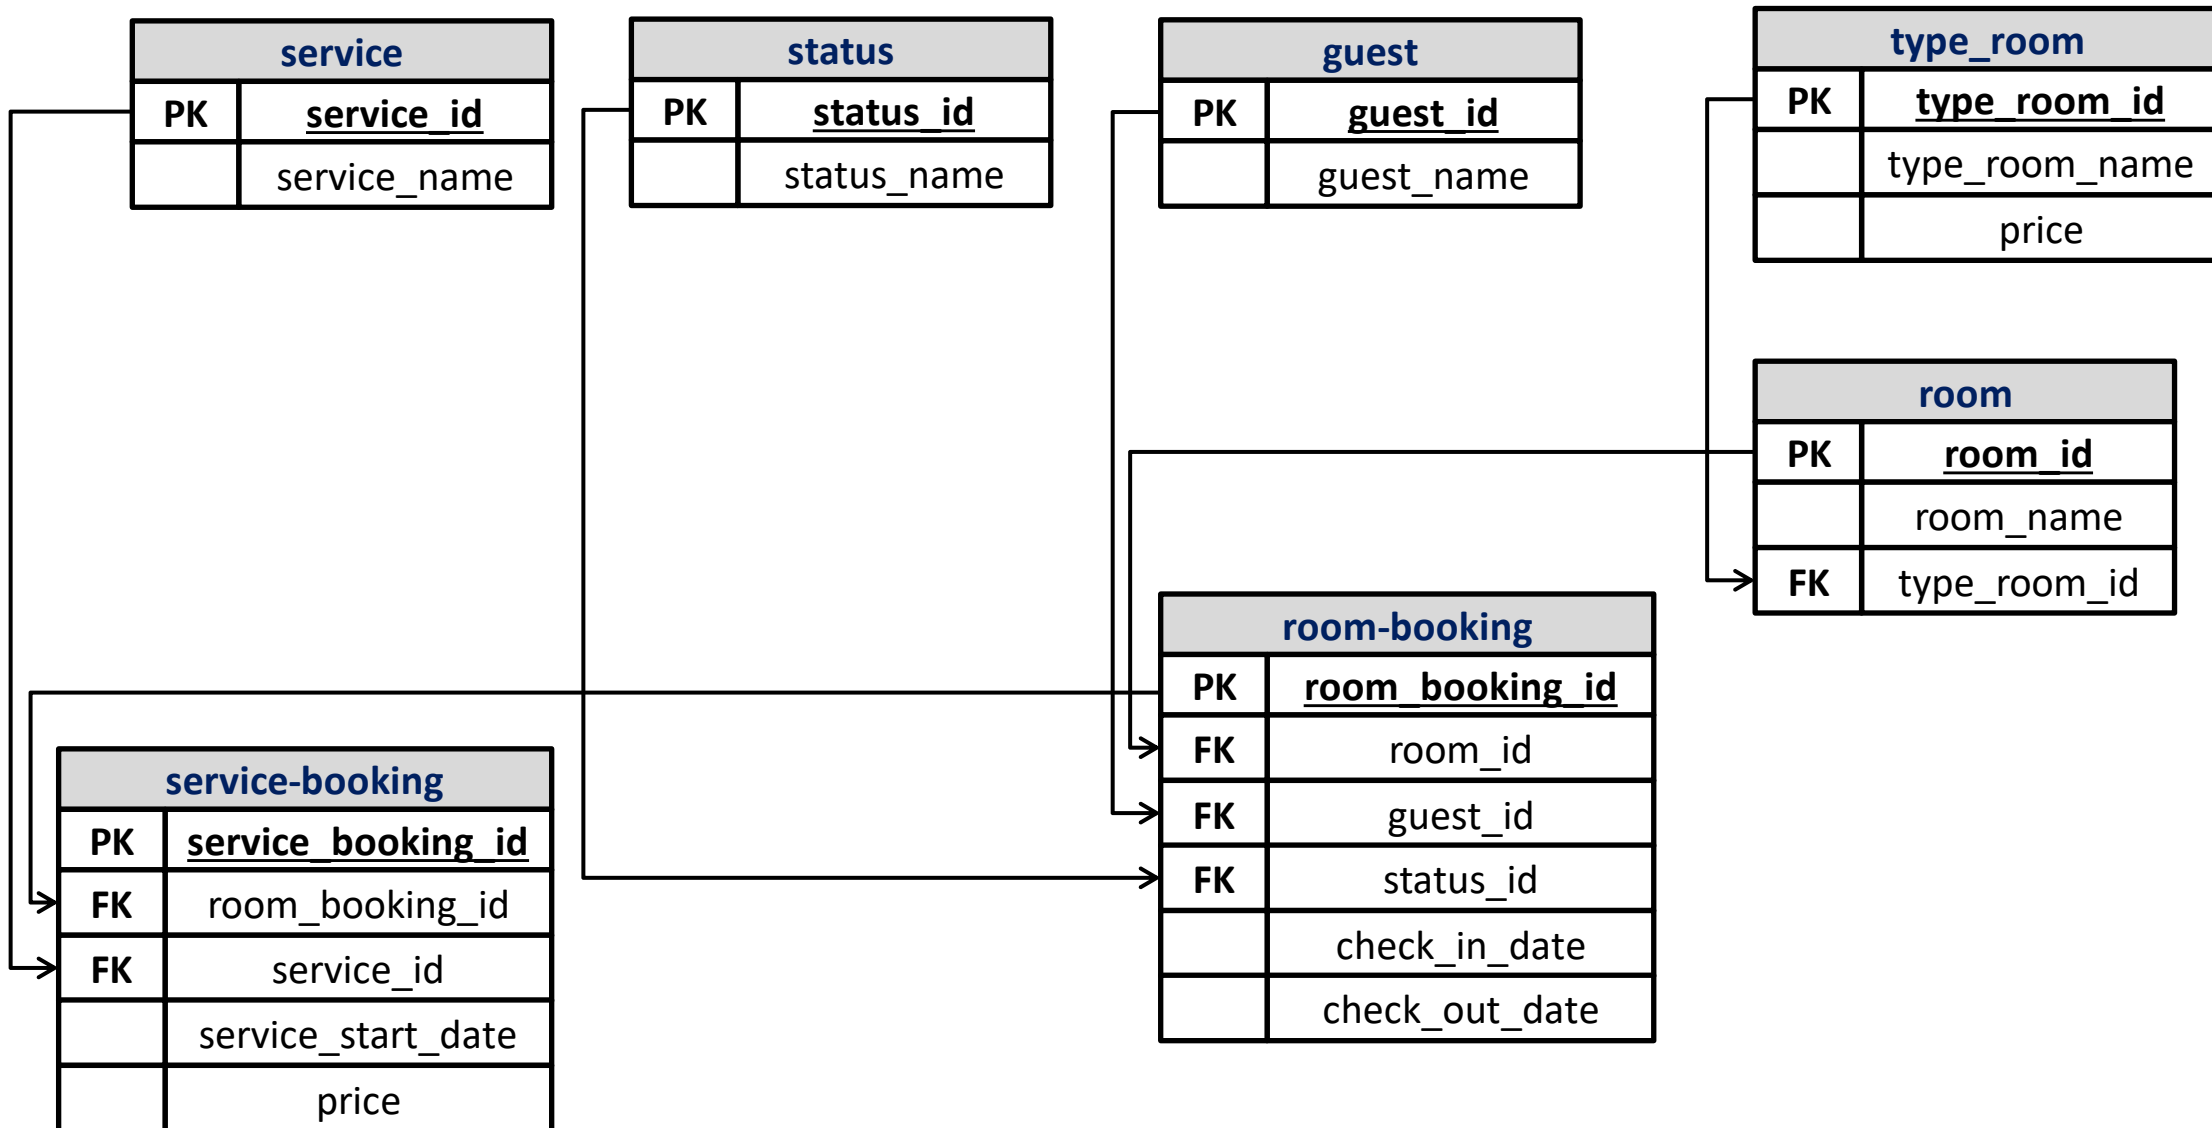 service
PK service_id
service_name
status
PK status_id
status_name
guest
PK guest_id
guest_name
type_room
PK type_room_id
type_room_name
price
room
PK room_id
room_name
FK type_room_id
room-booking
PK room_booking_id
FK room_id
FK guest_id
FK status_id
check_in_date
check_out_date
service-booking
PK service_booking_id
FK room_booking_id
FK service_id
service_start_date
price